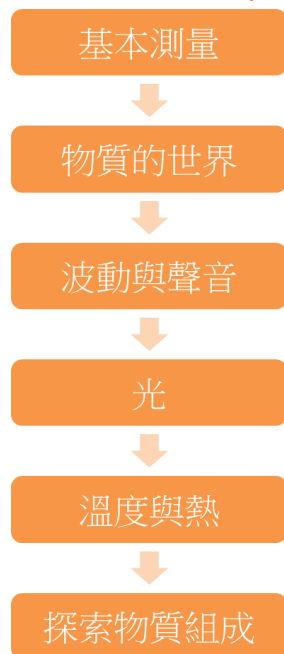 基本測量
物質的世界
波動與聲音
光
溫度與熱
探索物質組成